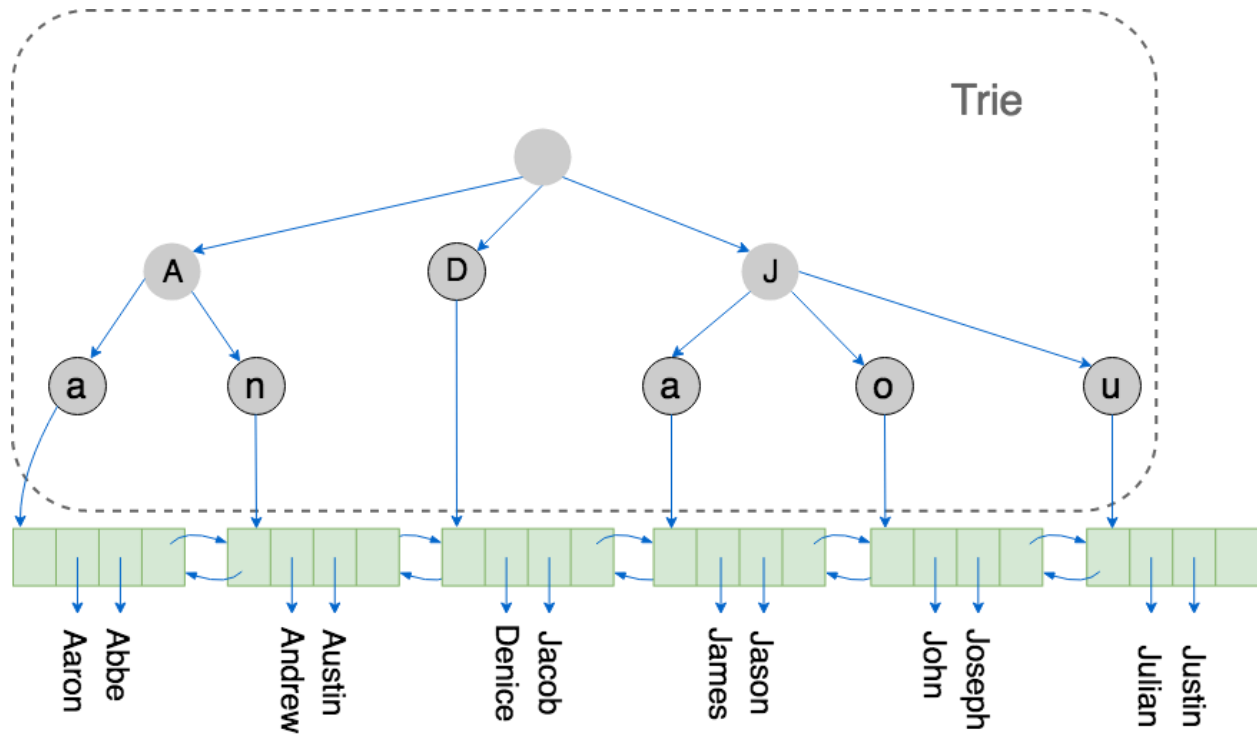 Trie
A
D
J
a
n
a
o
u
Aaron
Abbe
Andrew
Austin
Denice
Jacob
James
Jason
John
Joseph
Julian
Justin